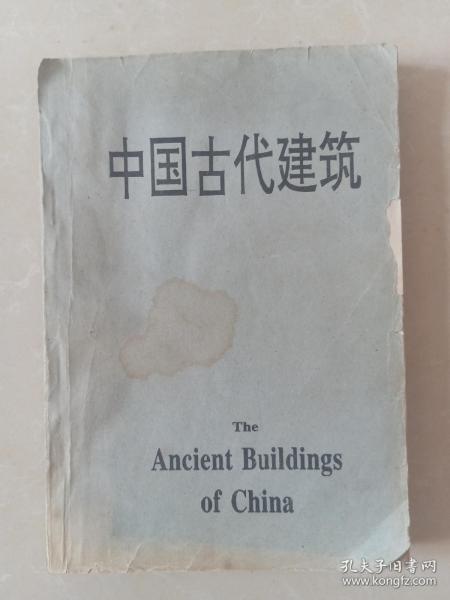 中国古代建筑
The
Ancient Buildings
of China
孔夫子旧书网
www.kongfz.com